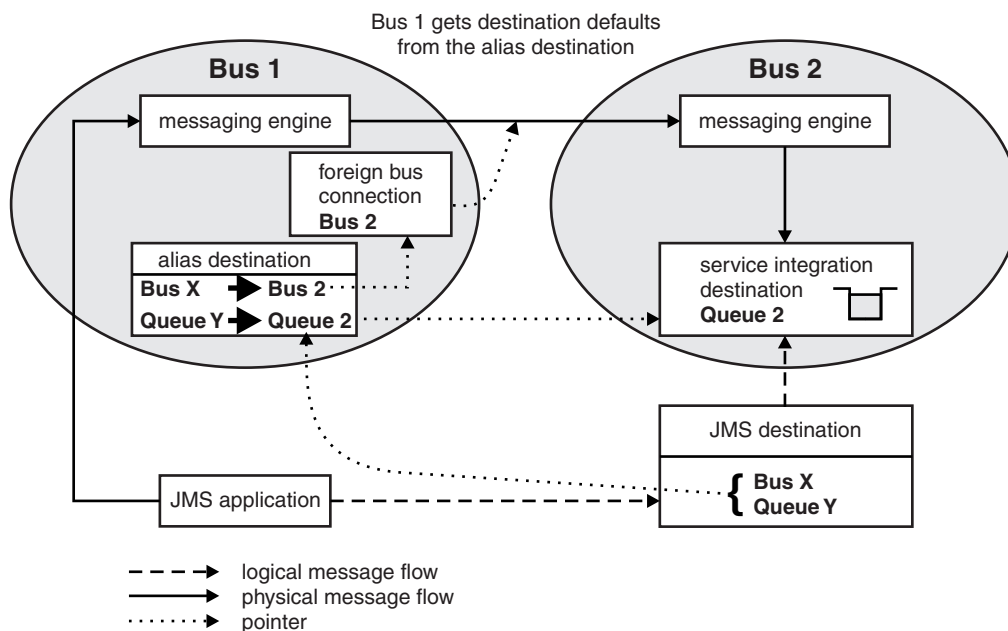 Bus 1 gets destination defaults
from the alias destination
Bus 1
messaging engine
foreign bus
connection
Bus 2
alias destination
Bus X Bus 2
Queue Y Queue 2
Bus 2
messaging engine
service integration
destination
Queue 2
JMS destination
{ Bus X
Queue Y
JMS application
logical message flow
physical message flow
pointer